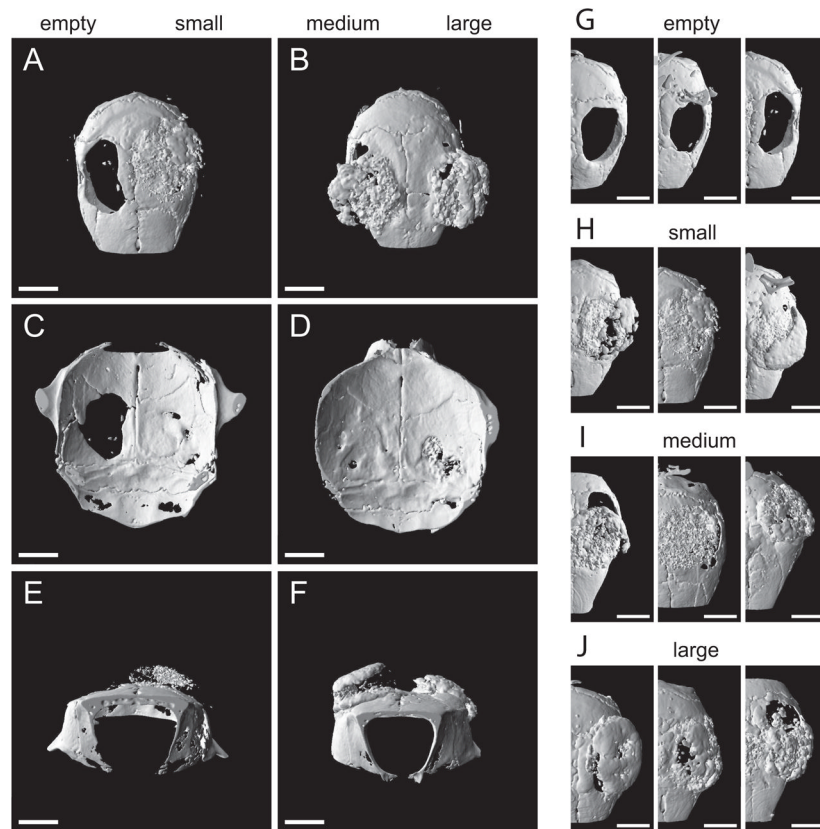 empty small medium large
A B
C D
E F
G empty
H small
I medium
J large